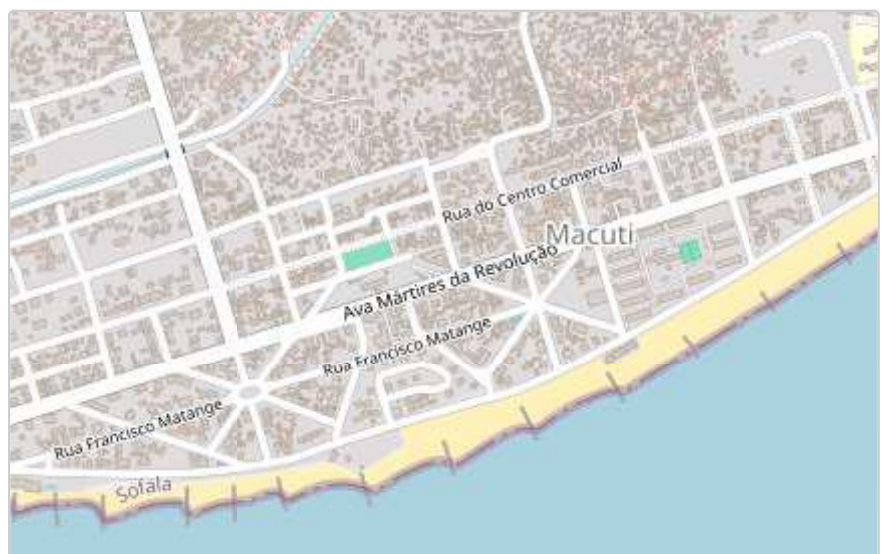 Rua do Centro Comercial
Macuti
Ava Mártires da Revolução
Rua Francisco Matange
Rua Francisco Matange
Sofala